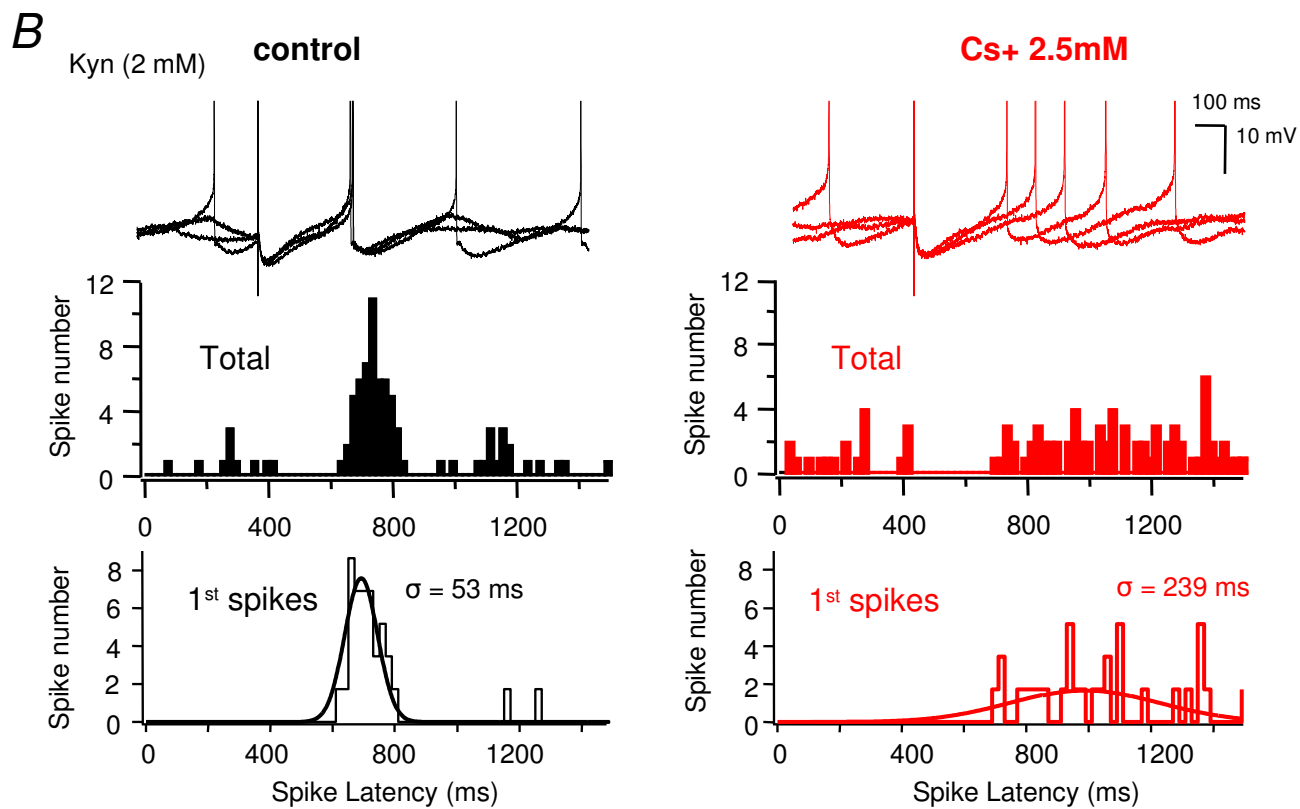 B
Kyn (2 mM)
control
Cs+ 2.5mM
100 ms
10 mV
Spike number
12
8
4
0
Total
0 400 800 1200
Spike number
12
8
4
0
Total
0 400 800 1200
Spike number
8
6
4
2
0
1st spikes
σ = 53 ms
0 400 800 1200
Spike Latency (ms)
Spike number
8
6
4
2
0
1st spikes
σ = 239 ms
0 400 800 1200
Spike Latency (ms)